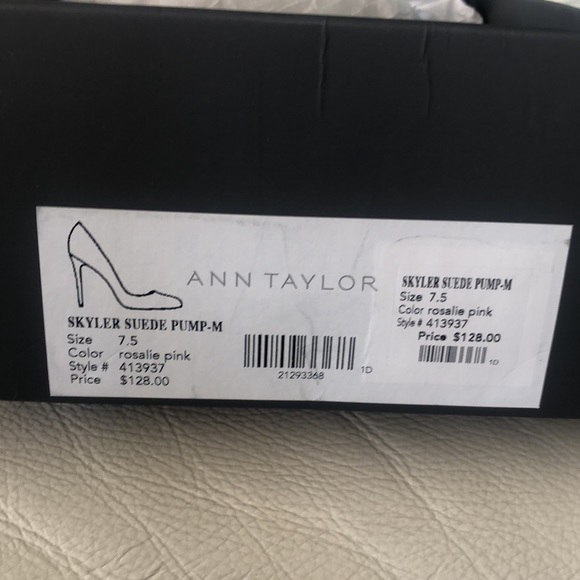 ANN TAYLOR
SKYLER SUEDE PUMP-M
Size 7.5
Color rosalie pink
Style # 413937
Price $128.00
21293368
1D
SKYLER SUEDE PUMP-M
Size 7.5
Color rosalie pink
Style # 413937
Price $128.00
1D